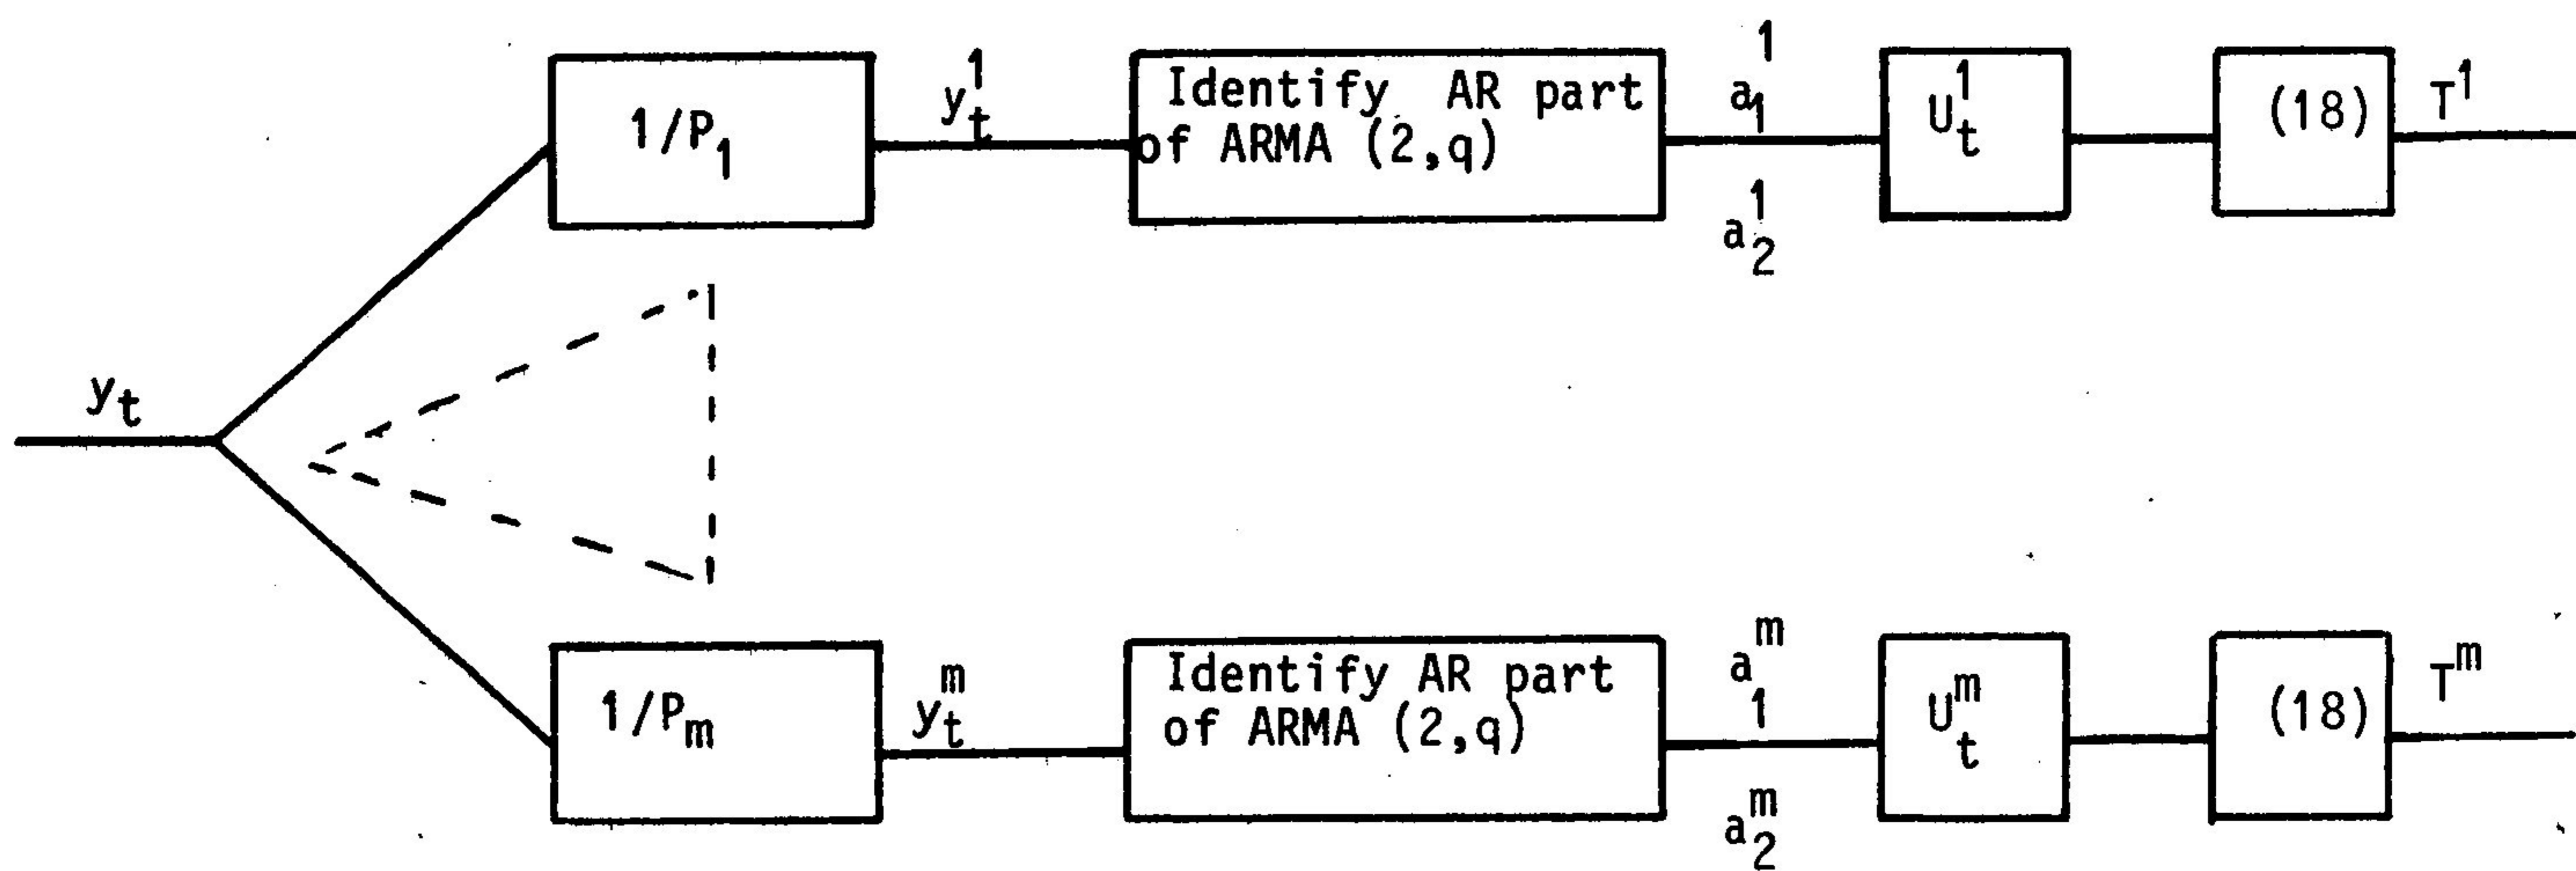 y_t
1/P_1
y_t^1
Identify AR part
of ARMA (2,q)
a_1^1
a_2^1
U_t^1
(18)
T^1
1/P_m
y_t^m
Identify AR part
of ARMA (2,q)
a_1^m
a_2^m
U_t^m
(18)
T^m